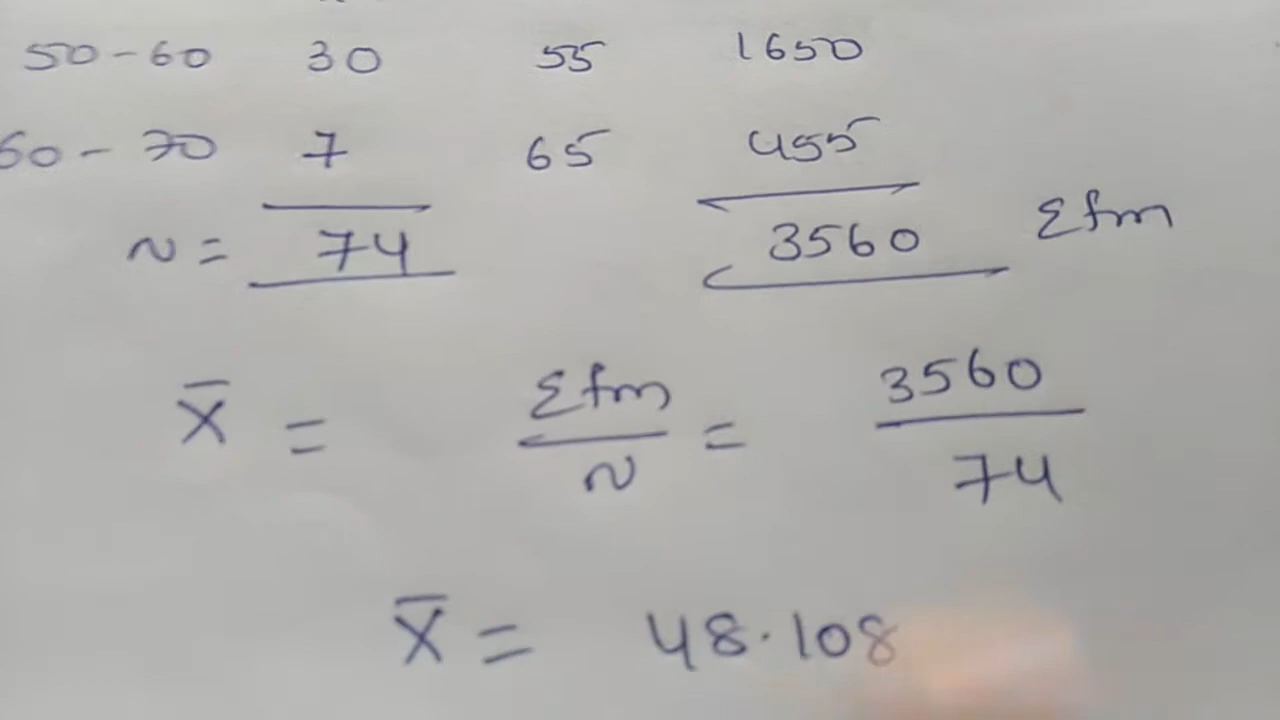 50-60 30 55 1650
60-70 7 65 455
N = 74 3560 Σfm
X̄ = Σfm/N = 3560/74
X̄ = 48.108